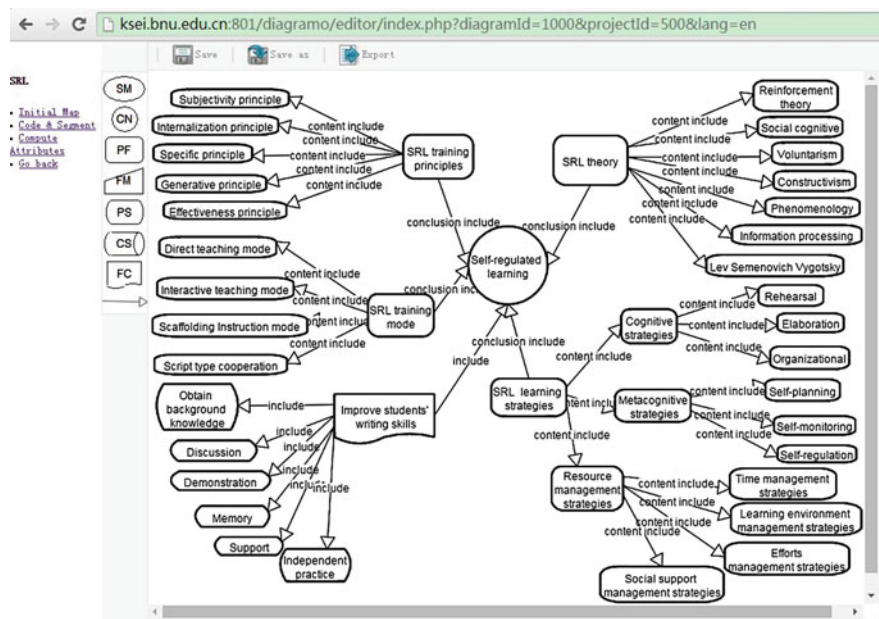 ksei.bnu.edu.cn:801/diagramo/editor/index.php?diagramId=1000&projectId=500&lang=en
Save
Save as
Export
SRL
Initial Map
Code & Segment
Compute
Attributes
Go back
SM
CN
PF
FM
PS
CS
FC
Subjectivity principle
Internalization principle
Specific principle
Generative principle
Effectiveness principle
content include
content include
content include
content include
content include
SRL training
principles
conclusion include
Direct teaching mode
Interactive teaching mode
Scaffolding Instruction mode
Script type cooperation
content include
content include
content include
SRL training
mode
Self-regulated
learning
SRL theory
conclusion include
content include
content include
content include
content include
content include
content include
content include
Reinforcement
theory
Social cognitive
Voluntarism
Constructivism
Phenomenology
Information processing
Lev Semenovich Vygotsky
conclusion include
SRL learning
strategies
content include
content include
Cognitive
strategies
content include
content include
content include
Rehearsal
Elaboration
Organizational
Metacognitive
strategies
content include
content include
content include
Self-planning
Self-monitoring
Self-regulation
Resource
management
strategies
content include
content include
content include
content include
Time management
strategies
Learning environment
management strategies
Efforts
management strategies
Social support
management strategies
include
Improve students'
writing skills
include
include
include
include
include
Obtain
background
knowledge
Discussion
Demonstration
Memory
Support
Independent
practice